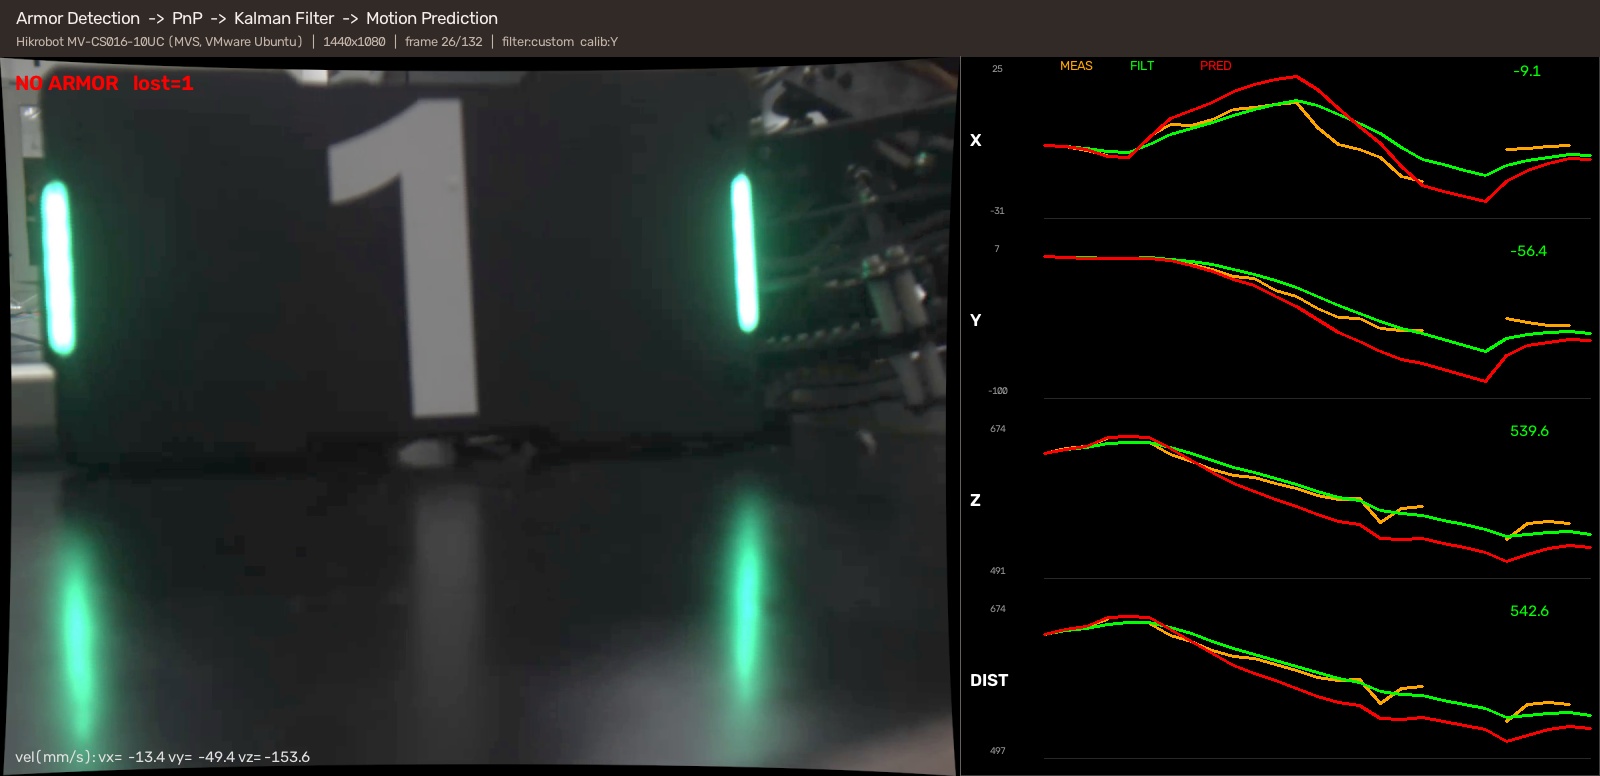 Armor Detection -> PnP -> Kalman Filter -> Motion Prediction
Hikrobot MV-CS016-10UC (MVS, VMware Ubuntu) | 1440x1080 | frame 26/132 | filter:custom calib:Y
NO ARMOR lost=1
1
vel(mm/s): vx= -13.4 vy= -49.4 vz= -153.6
MEAS FILT PRED
25
-9.1
X
-31
7
-56.4
Y
-100
674
539.6
Z
491
674
542.6
DIST
497